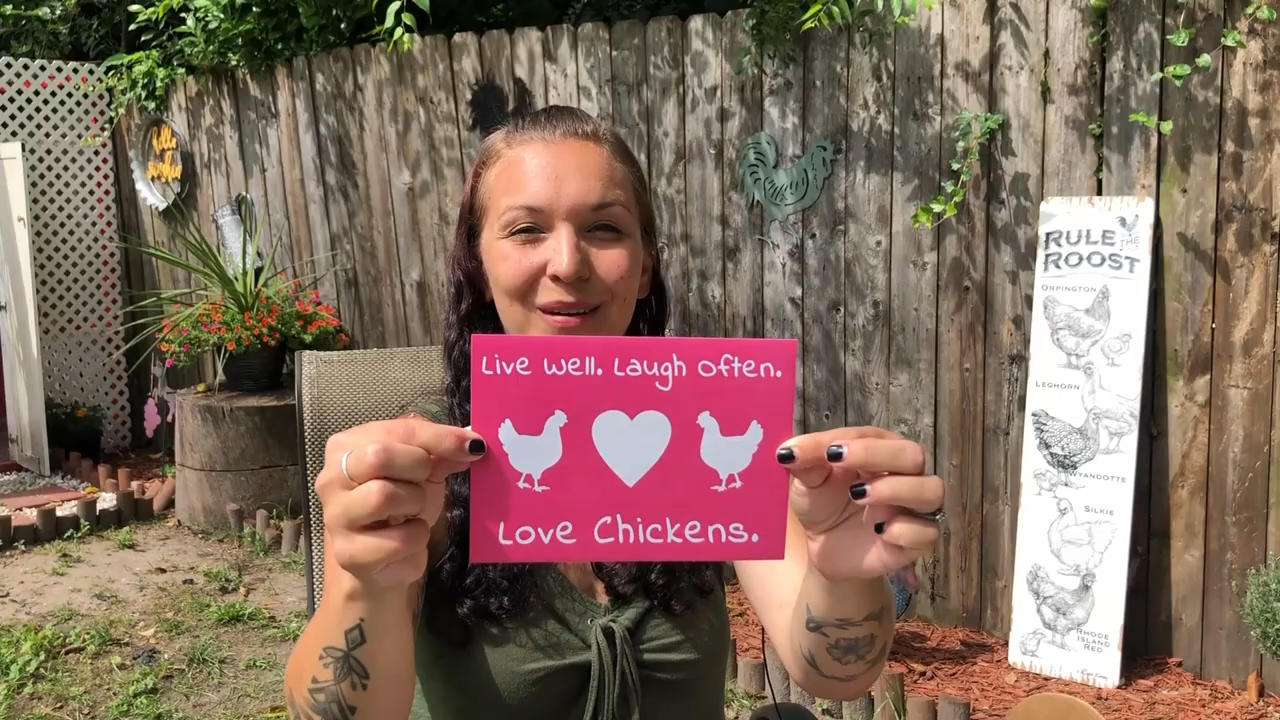 Live Well. Laugh Often.
Love Chickens.
RULE THE
ROOST
ORPINGTON
LEGHORN
WYANDOTTE
SILKIE
RHODE
ISLAND
RED